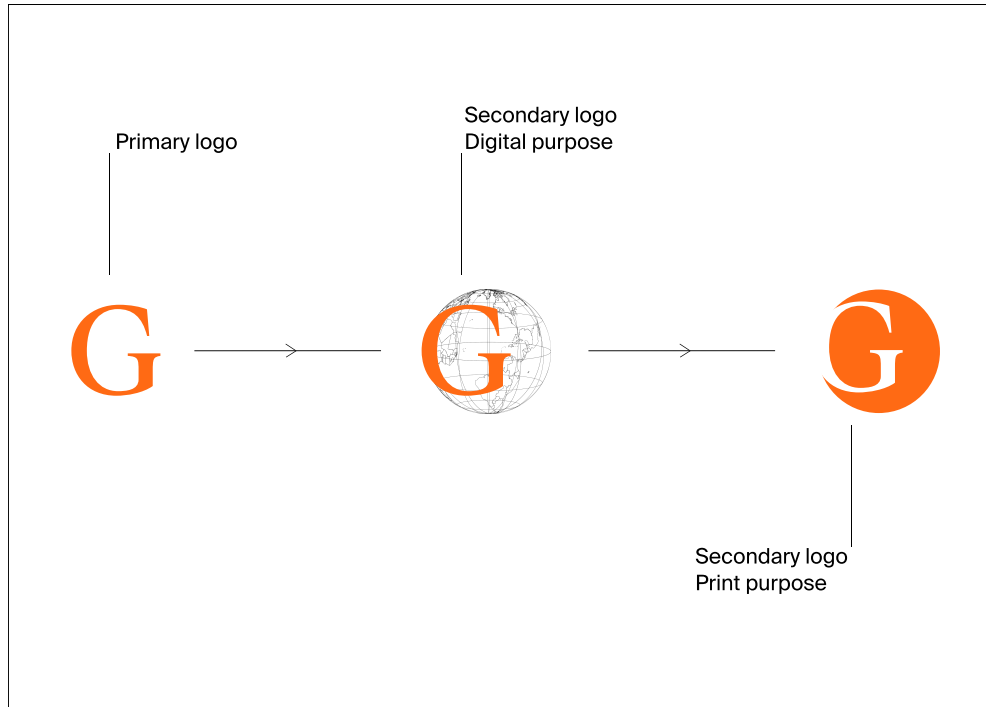 Primary logo
Secondary logo
Digital purpose
G
G
G
Secondary logo
Print purpose